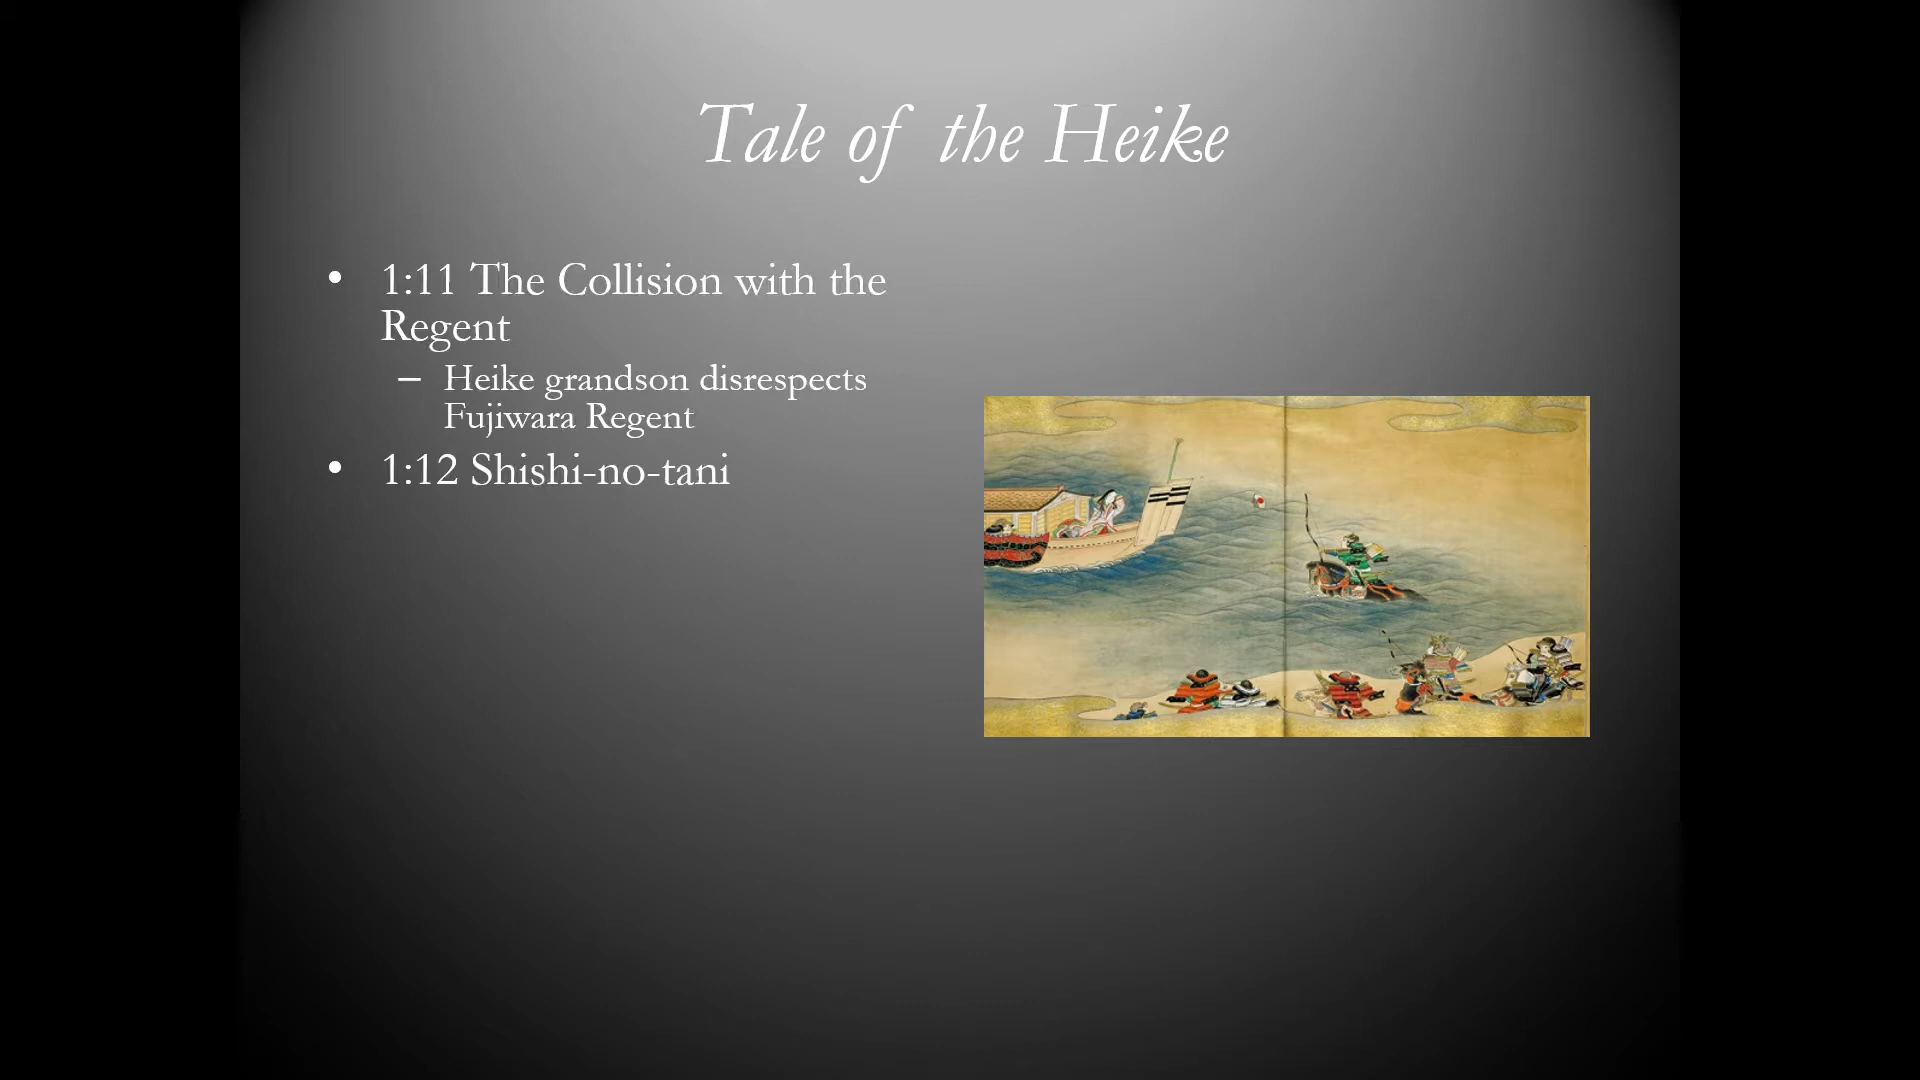 Tale of the Heike
• 1:11 The Collision with the
Regent
– Heike grandson disrespects
Fujiwara Regent
• 1:12 Shishi-no-tani